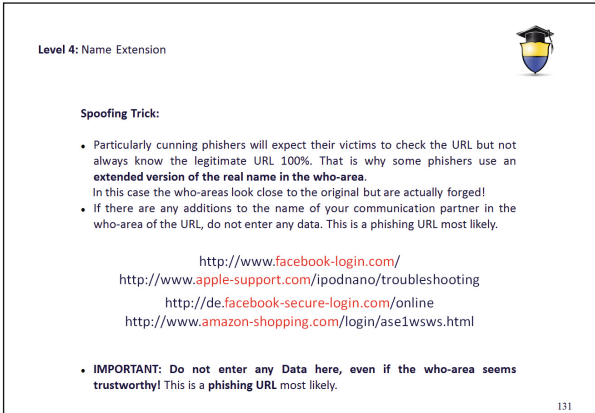 Level 4: Name Extension
Spoofing Trick:
• Particularly cunning phishers will expect their victims to check the URL but not
always know the legitimate URL 100%. That is why some phishers use an
extended version of the real name in the who-area.
In this case the who-areas look close to the original but are actually forged!
• If there are any additions to the name of your communication partner in the
who-area of the URL, do not enter any data. This is a phishing URL most likely.
http://www.facebook-login.com/
http://www.apple-support.com/ipodnano/troubleshooting
http://de.facebook-secure-login.com/online
http://www.amazon-shopping.com/login/ase1wsws.html
• IMPORTANT: Do not enter any Data here, even if the who-area seems
trustworthy! This is a phishing URL most likely.
131